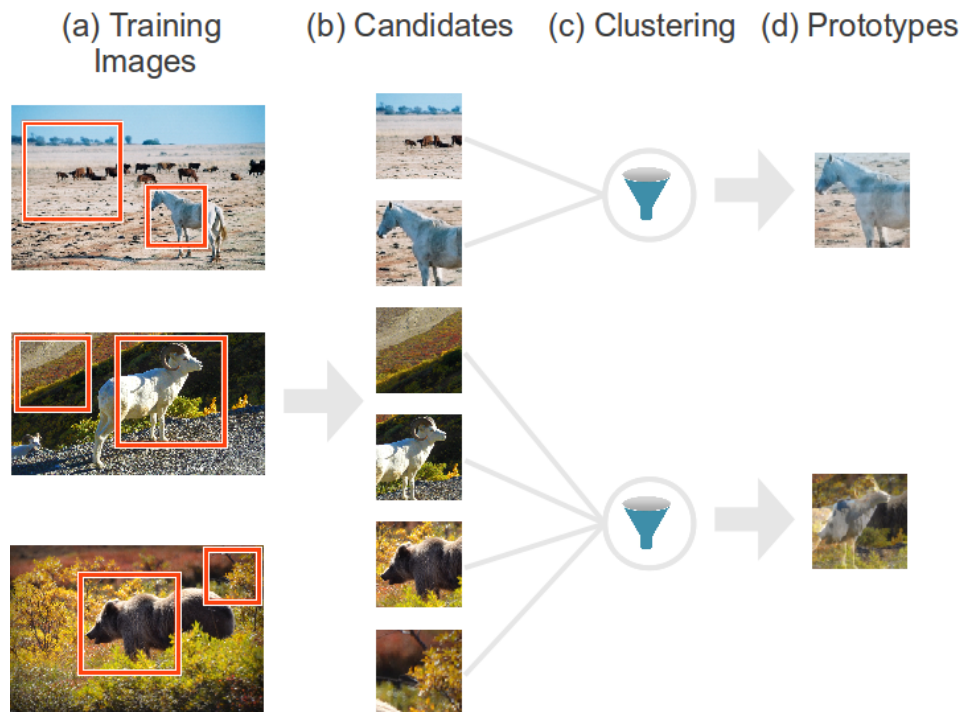 (a) Training
Images
(b) Candidates
(c) Clustering
(d) Prototypes